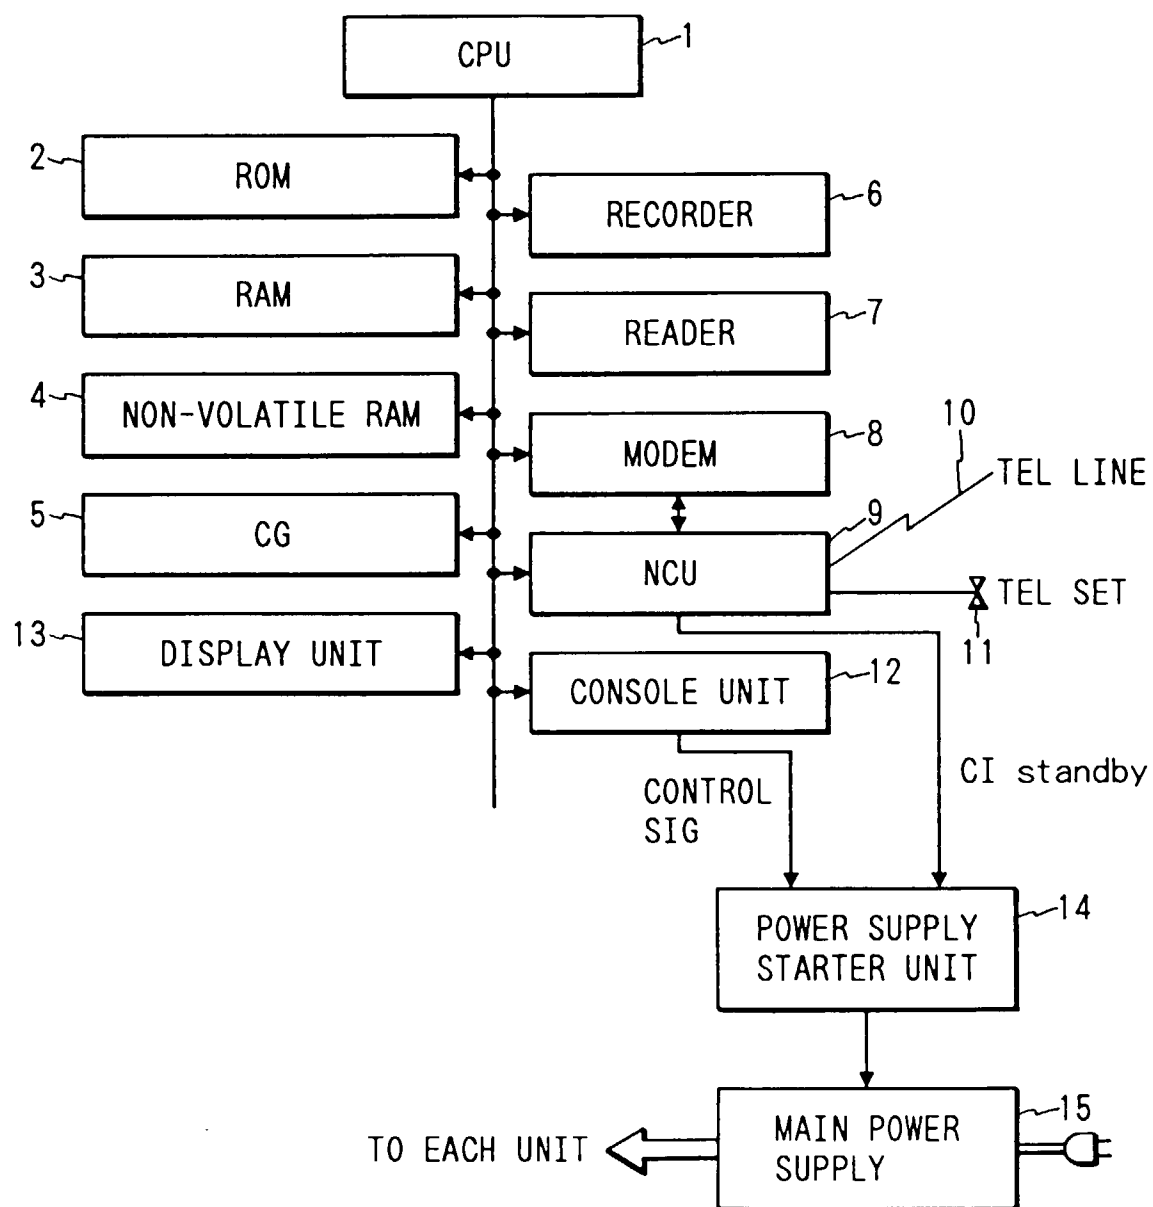 CPU
1
2
ROM
6
RECORDER
3
RAM
7
READER
4
NON-VOLATILE RAM
8
MODEM
10
TEL LINE
5
CG
9
NCU
TEL SET
11
13
DISPLAY UNIT
12
CONSOLE UNIT
CI standby
CONTROL
SIG
14
POWER SUPPLY
STARTER UNIT
15
MAIN POWER
SUPPLY
TO EACH UNIT